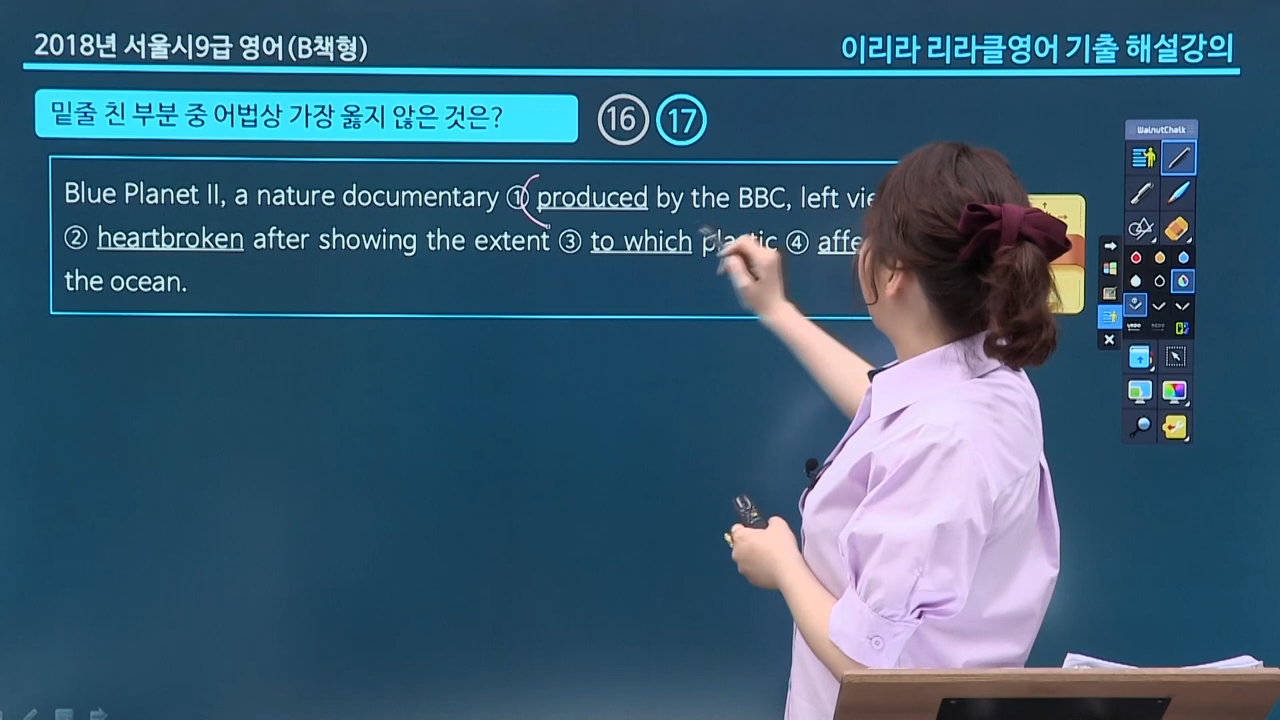 2018년 서울시9급 영어(B책형)
이리라 리라클영어 기출 해설강의
밑줄 친 부분 중 어법상 가장 옳지 않은 것은?
16 17
Blue Planet II, a nature documentary ① produced by the BBC, left
② heartbroken after showing the extent ③ to which plastic ④
the ocean.
WalnutChalk
UNDO
REDO